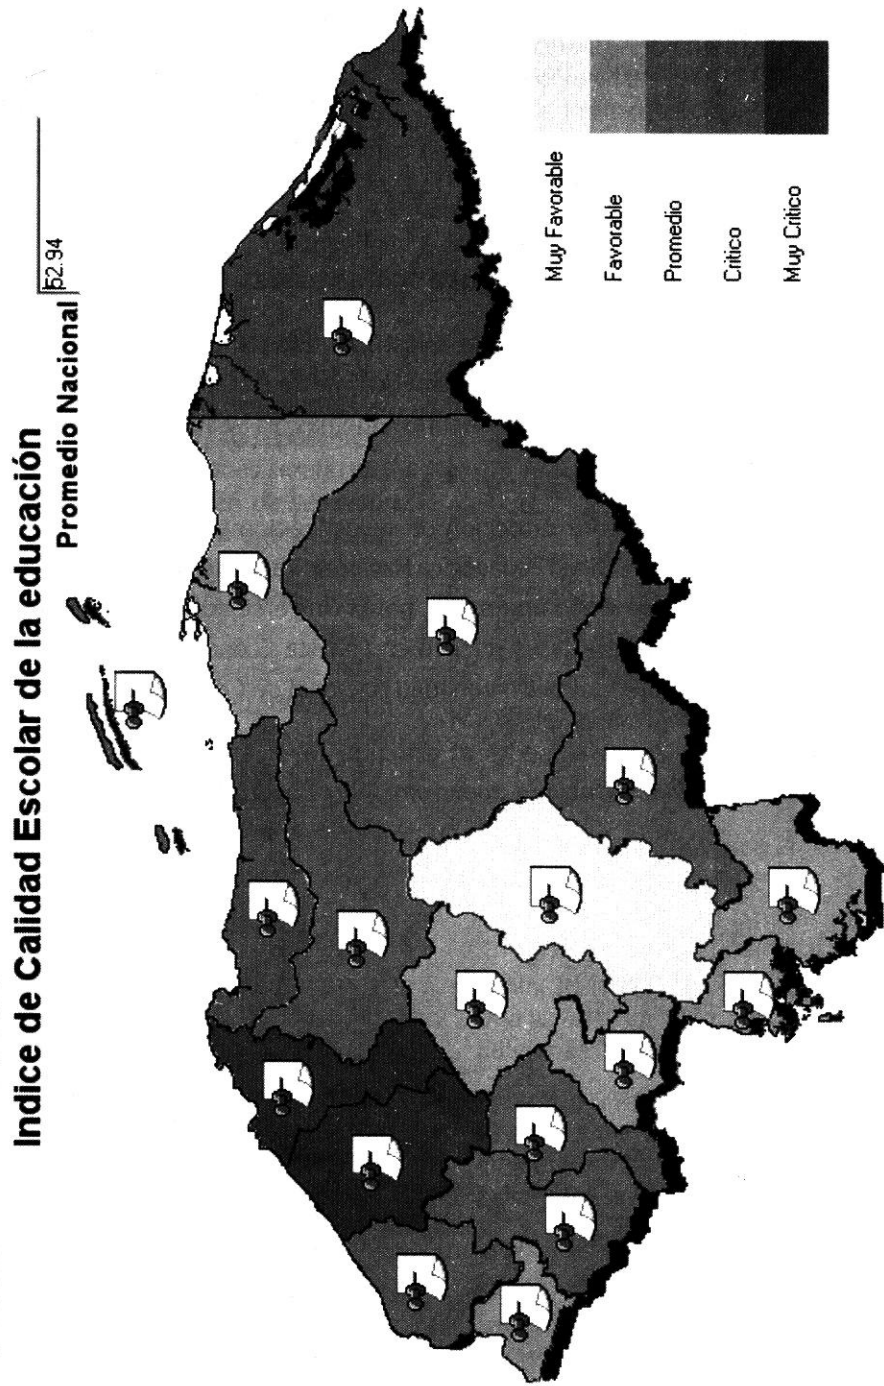 Indice de Calidad Escolar de la educación
Promedio Nacional 52.94
Muy Favorable
Favorable
Promedio
Critico
Muy Critico